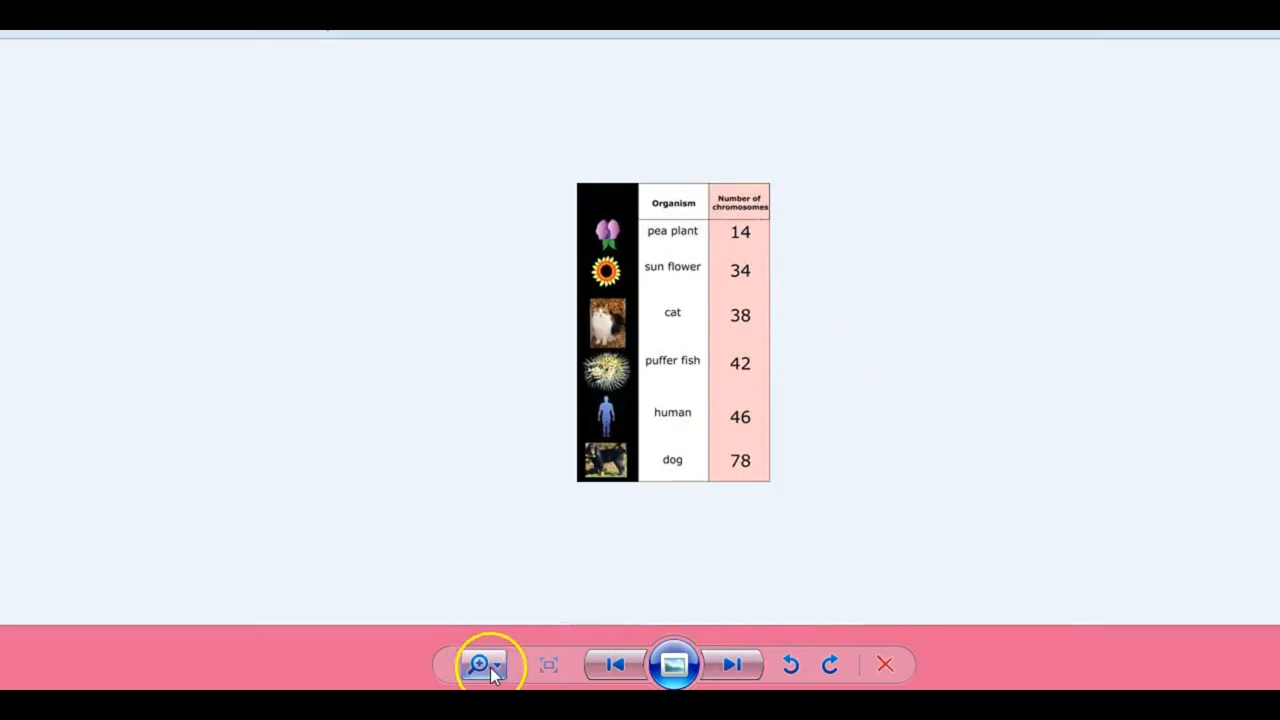 Organism Number of
chromosomes
pea plant 14
sun flower 34
cat 38
puffer fish 42
human 46
dog 78